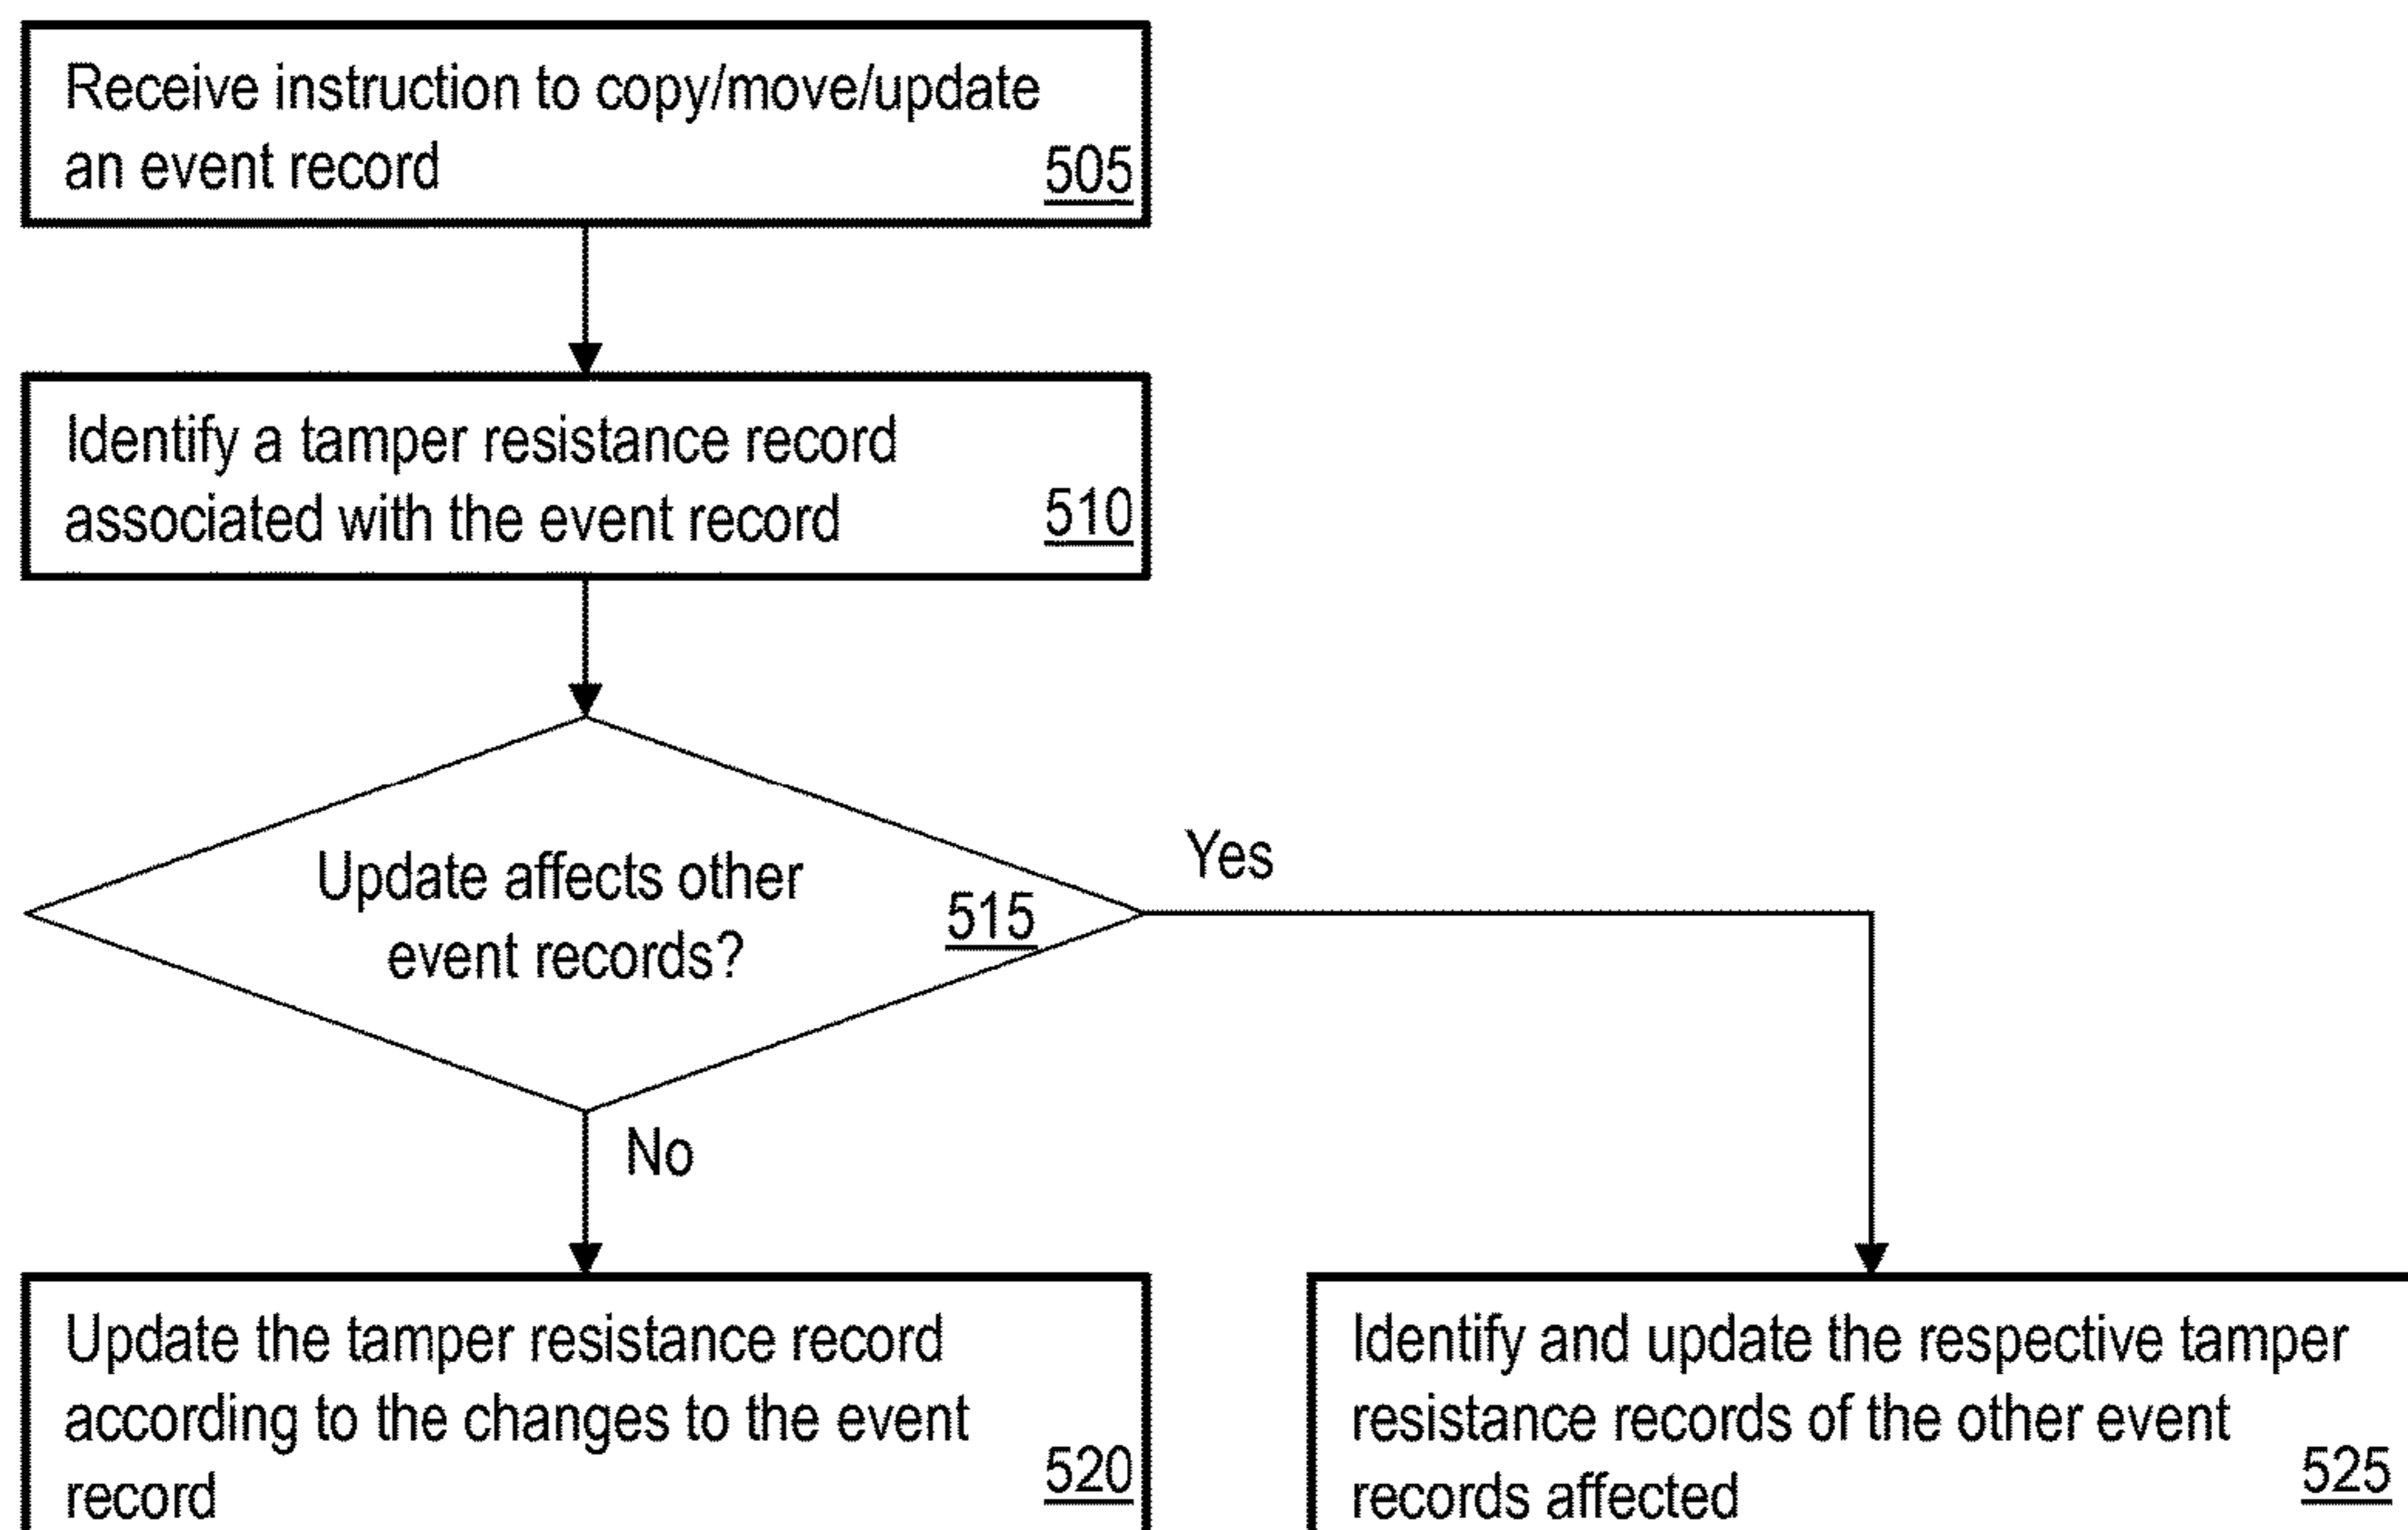 Receive instruction to copy/move/update
an event record
505
Identify a tamper resistance record
associated with the event record
510
Update affects other
event records?
515
Yes
No
Update the tamper resistance record
according to the changes to the event
record
520
Identify and update the respective tamper
resistance records of the other event
records affected
525